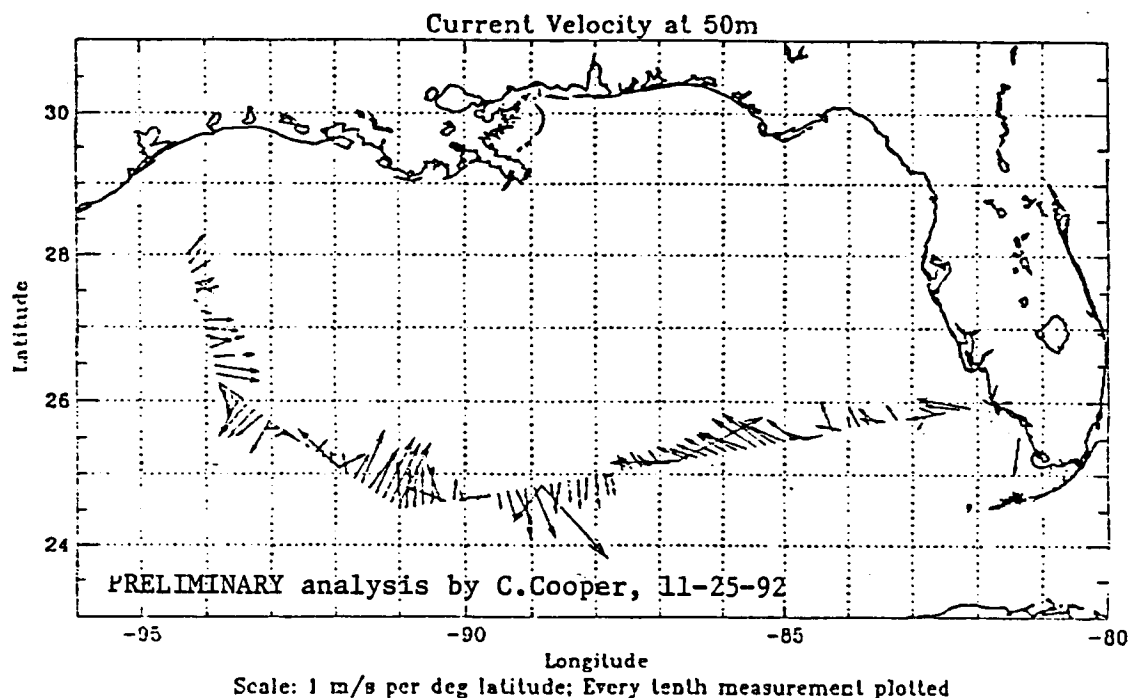 Current Velocity at 50m
30
28
26
24
Latitude
PRELIMINARY analysis by C.Cooper, 11-25-92
-95
-90
-85
-80
Longitude
Scale: 1 m/s per deg latitude; Every tenth measurement plotted